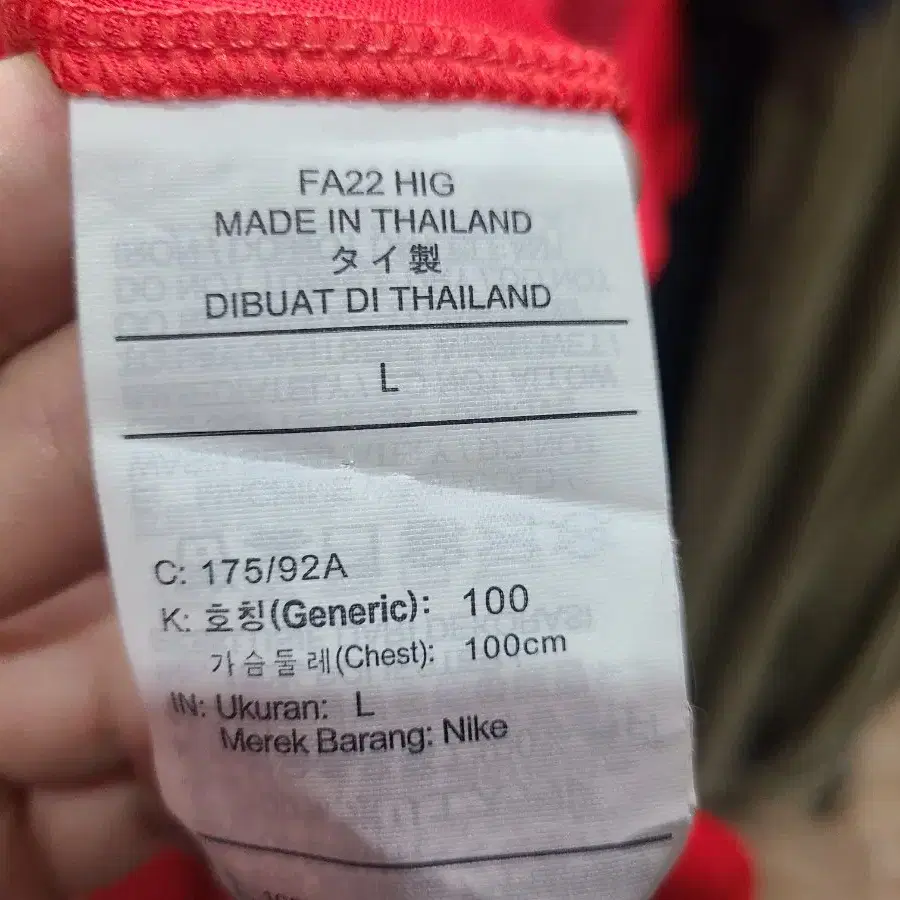 FA22 HIG
MADE IN THAILAND
タイ製
DIBUAT DI THAILAND
L
C: 175/92A
K: 호칭(Generic): 100
가슴둘레(Chest): 100cm
IN: Ukuran: L
Merek Barang: Nike